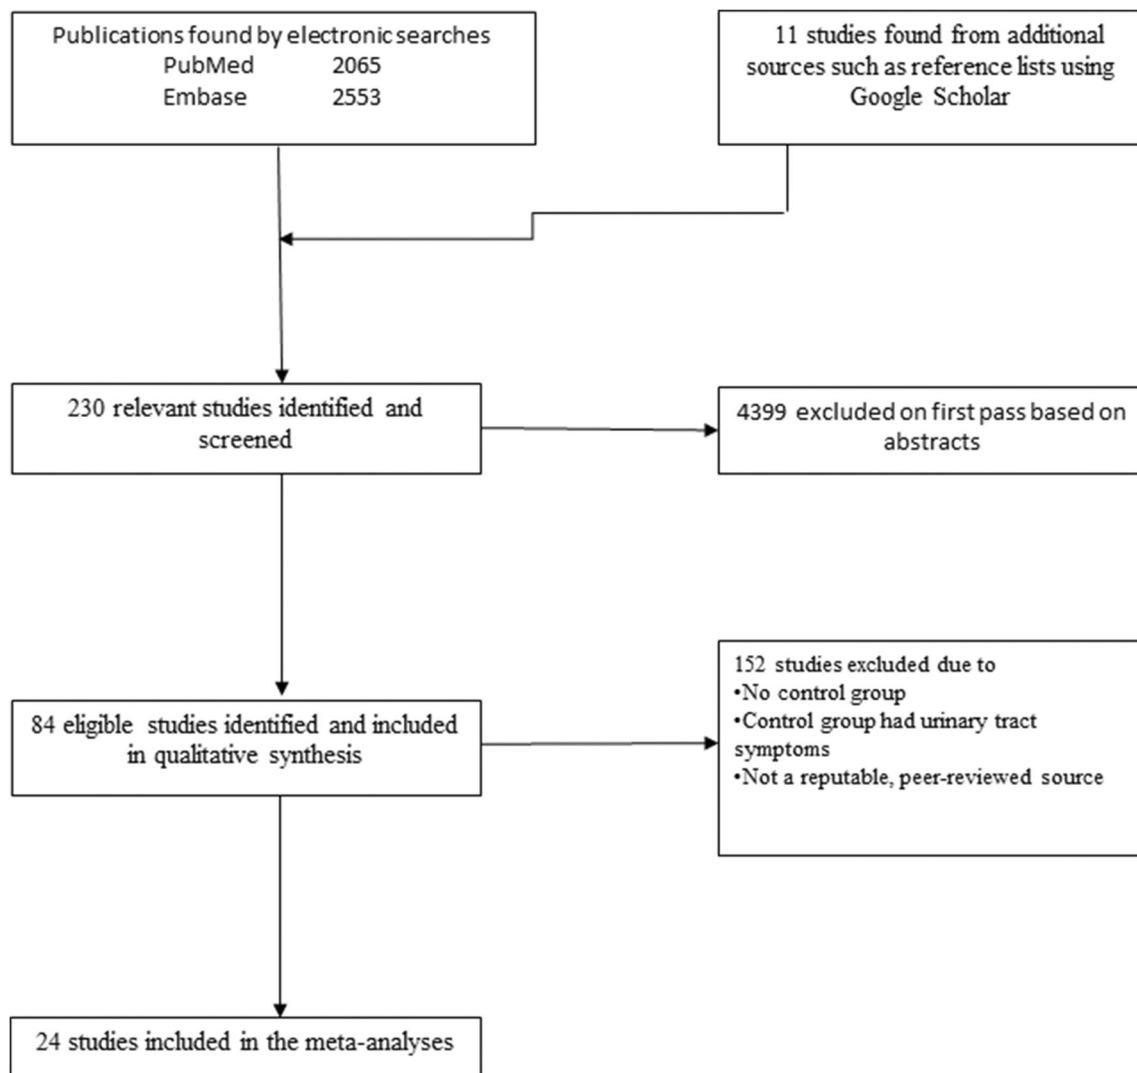 Publications found by electronic searches
PubMed 2065
Embase 2553
11 studies found from additional
sources such as reference lists using
Google Scholar
230 relevant studies identified and
screened
4399 excluded on first pass based on
abstracts
84 eligible studies identified and included
in qualitative synthesis
152 studies excluded due to
•No control group
•Control group had urinary tract
symptoms
•Not a reputable, peer-reviewed source
24 studies included in the meta-analyses